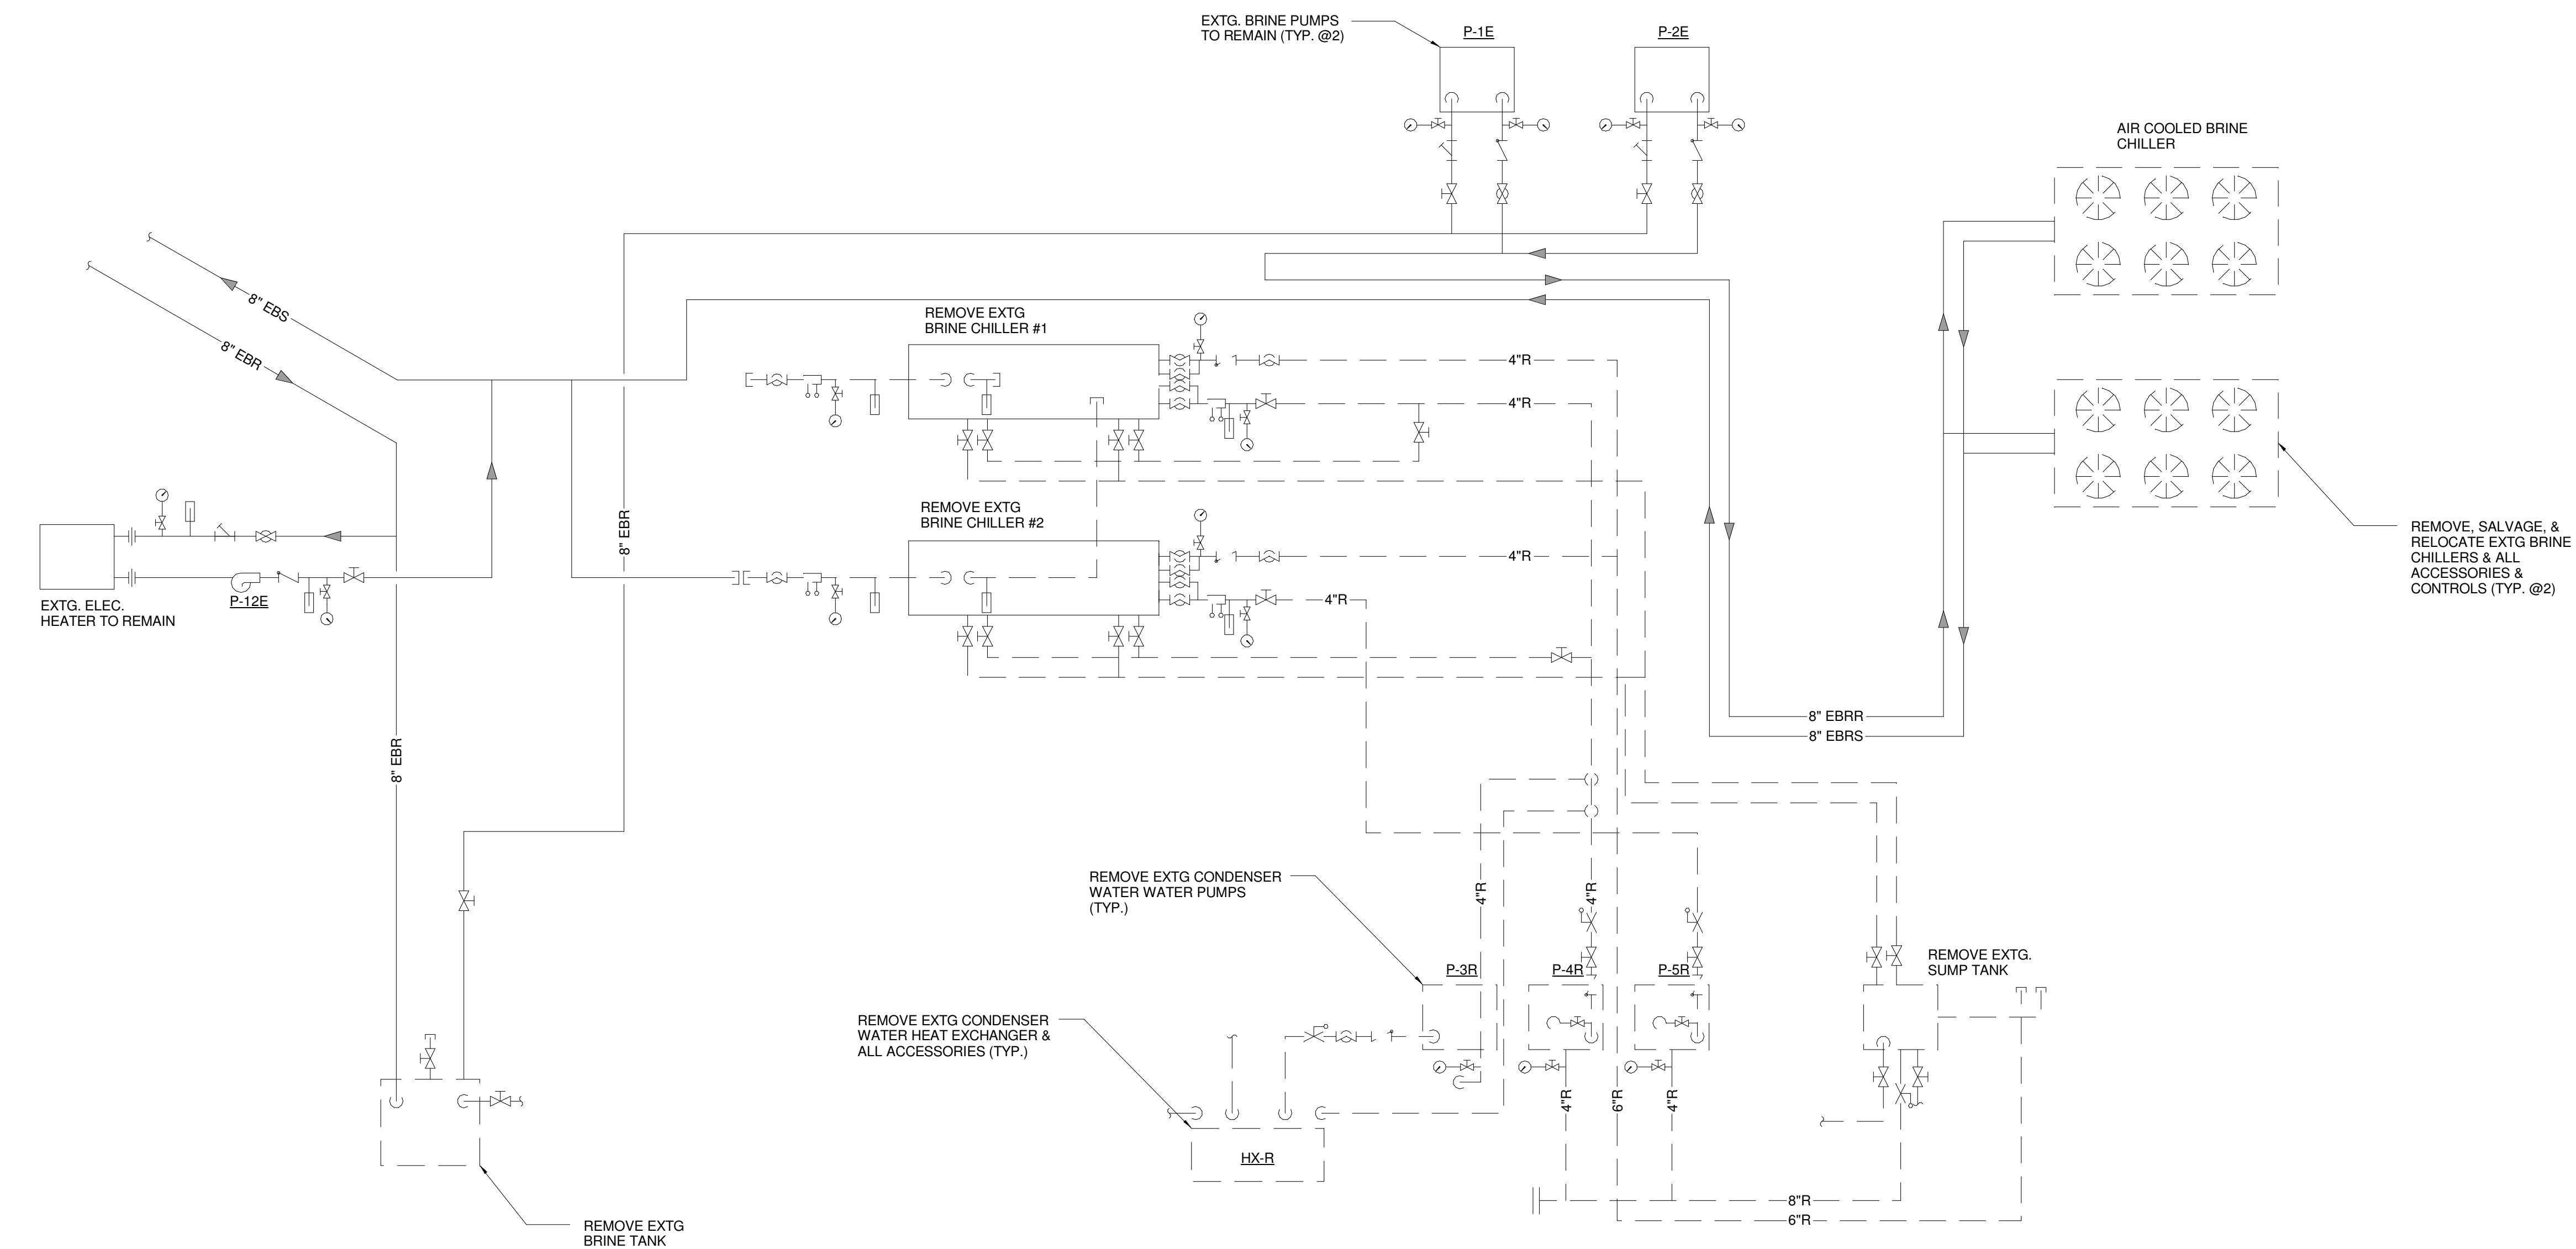 EXTG. BRINE PUMPS
TO REMAIN (TYP. @2)
P-1E
P-2E
AIR COOLED BRINE
CHILLER
8" EBS
8" EBR
REMOVE EXTG
BRINE CHILLER #1
4"R
4"R
8" EBR
REMOVE EXTG
BRINE CHILLER #2
4"R
4"R
REMOVE, SALVAGE, &
RELOCATE EXTG BRINE
CHILLERS & ALL
ACCESSORIES &
CONTROLS (TYP. @2)
P-12E
EXTG. ELEC.
HEATER TO REMAIN
8" EBRR
8" EBRS
8" EBR
REMOVE EXTG CONDENSER
WATER WATER PUMPS
(TYP.)
4"R
4"R
P-3R
P-4R
P-5R
REMOVE EXTG.
SUMP TANK
REMOVE EXTG CONDENSER
WATER HEAT EXCHANGER &
ALL ACCESSORIES (TYP.)
4"R
6"R
4"R
HX-R
8"R
6"R
REMOVE EXTG
BRINE TANK